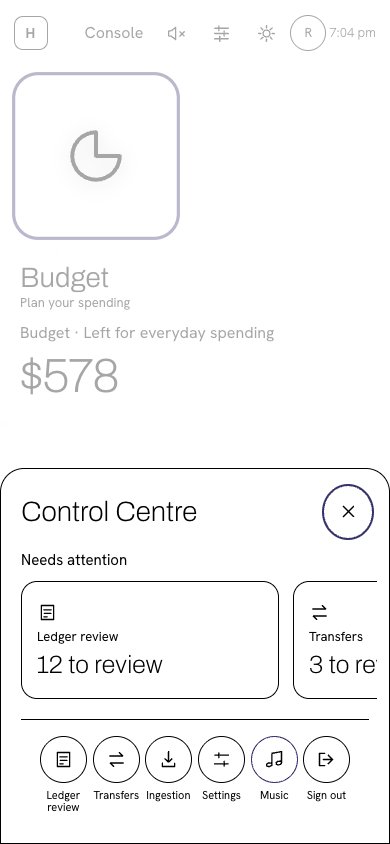 H
Console
R
7:04 pm
Budget
Plan your spending
Budget · Left for everyday spending
$578
Control Centre
Needs attention
Ledger review
12 to review
Transfers
3 to re
Ledger review
Transfers
Ingestion
Settings
Music
Sign out